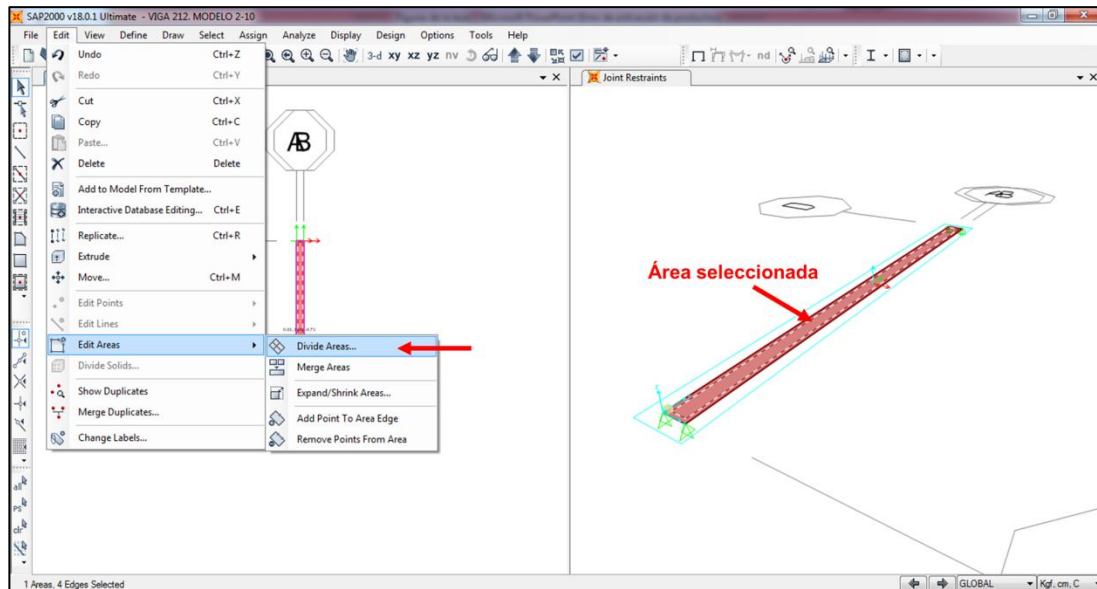 SAP2000 v18.0.1 Ultimate - VIGA 212. MODELO 2-10
File Edit View Define Draw Select Assign Analyze Display Design Options Tools Help
3-d xy xz yz nv
nd
Undo Ctrl+Z
Redo Ctrl+Y
Cut Ctrl+X
Copy Ctrl+C
Paste... Ctrl+V
Delete Delete
Add to Model From Template...
Interactive Database Editing... Ctrl+E
Replicate... Ctrl+R
Extrude
Move... Ctrl+M
Edit Points
Edit Lines
Edit Areas
Divide Solids...
Show Duplicates
Merge Duplicates...
Change Labels...
Divide Areas...
Merge Areas
Expand/Shrink Areas...
Add Point To Area Edge
Remove Points From Area
Joint Restraints
Área seleccionada
all
PS
clr
1 Areas, 4 Edges Selected
GLOBAL
Kgf, cm, C